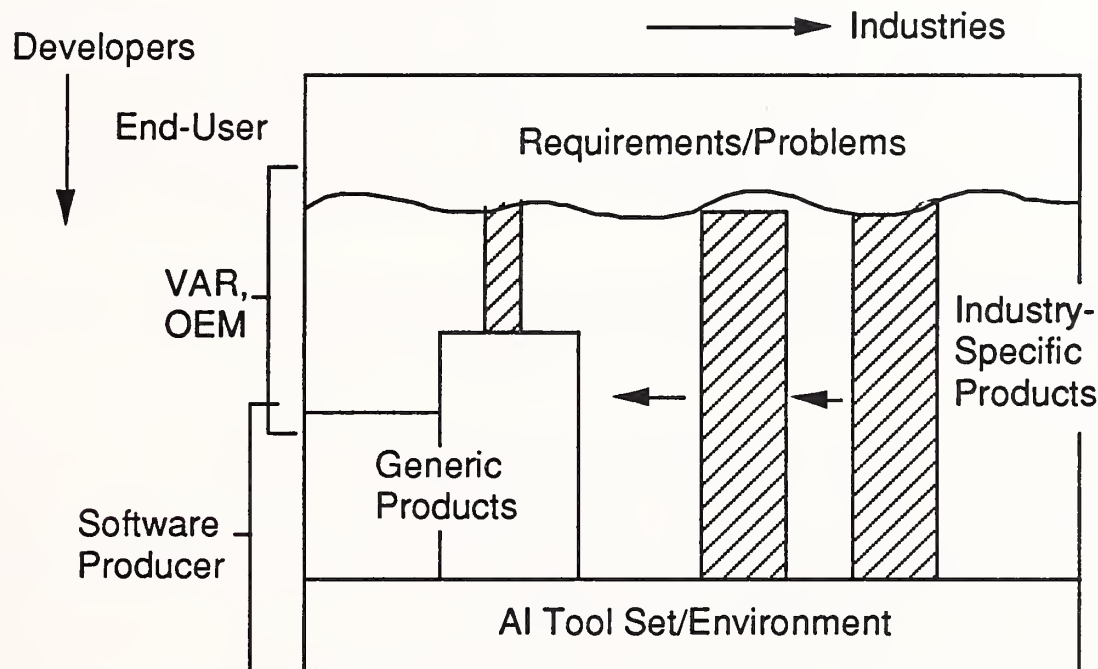 Industries
Developers
End-User
Requirements/Problems
VAR,
OEM
Industry-
Specific
Products
Generic
Products
Software
Producer
AI Tool Set/Environment